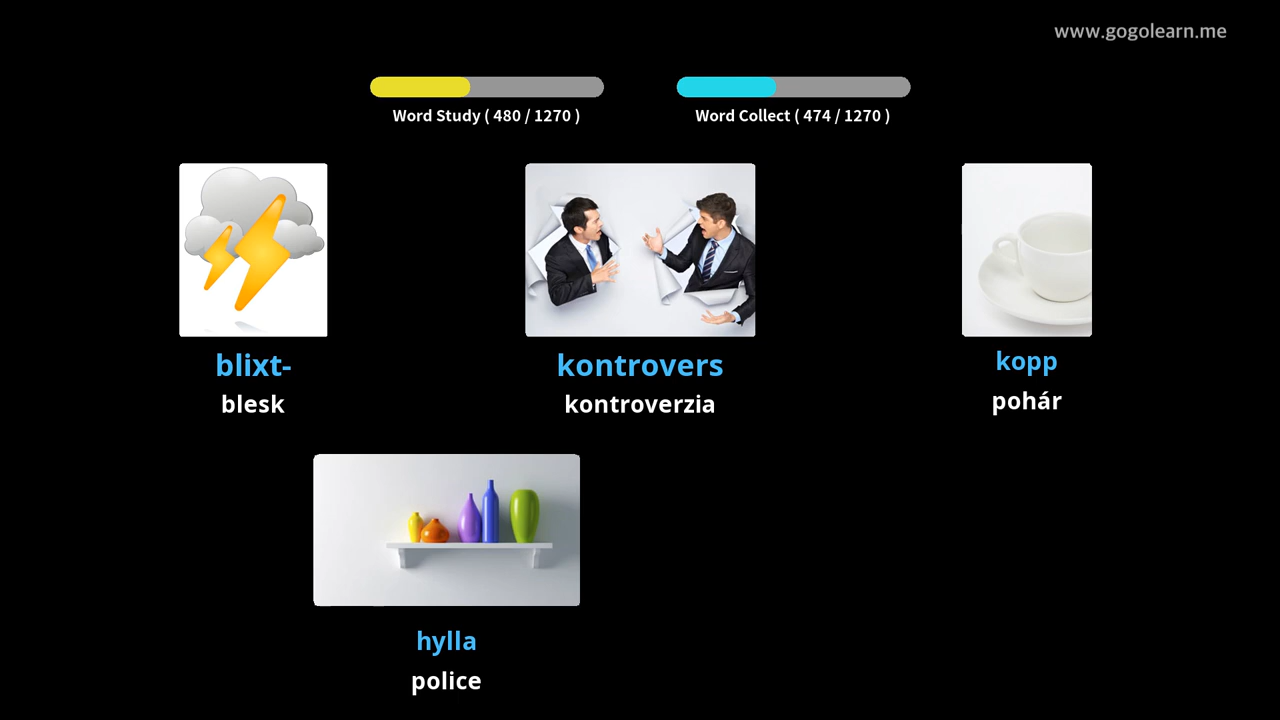 www.gogolearn.me
Word Study ( 480 / 1270 )
Word Collect ( 474 / 1270 )
blixt-
blesk
kontrovers
kontroverzia
kopp
pohár
hylla
police